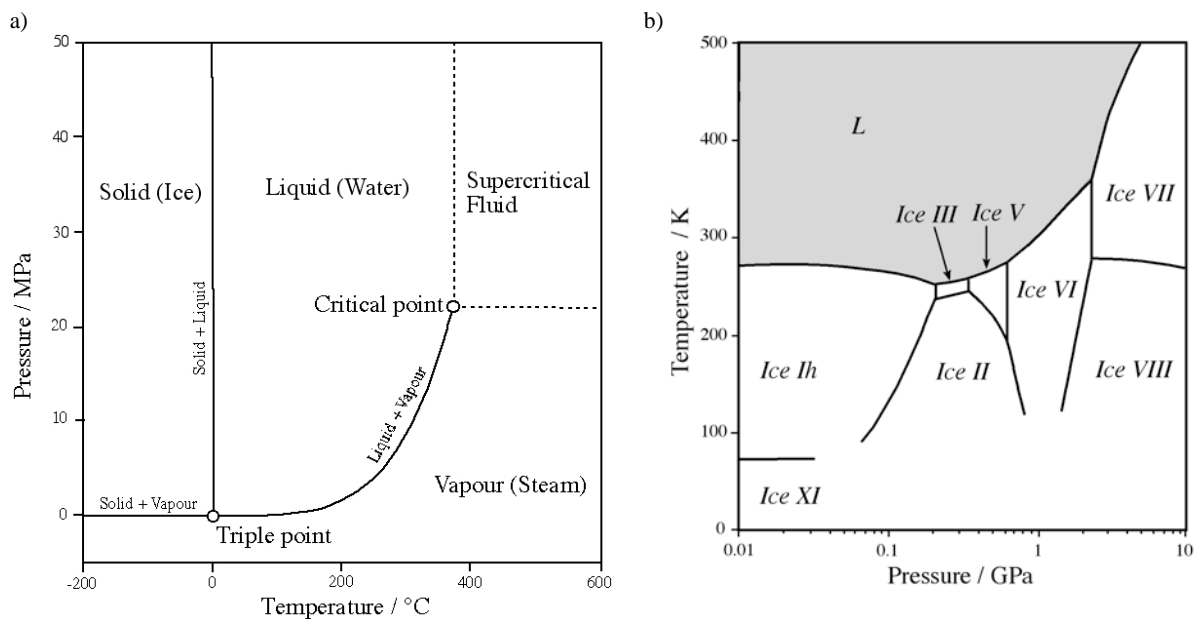 a)
50
40
30
20
10
0
Pressure / MPa
Solid (Ice)
Liquid (Water)
Supercritical
Fluid
Solid + Liquid
Critical point
Liquid + Vapour
Vapour (Steam)
Solid + Vapour
Triple point
-200
0
200
400
600
Temperature / °C
b)
500
400
300
200
100
0
Temperature / K
L
Ice III
Ice V
Ice VII
Ice VI
Ice Ih
Ice II
Ice VIII
Ice XI
0.01
0.1
1
10
Pressure / GPa